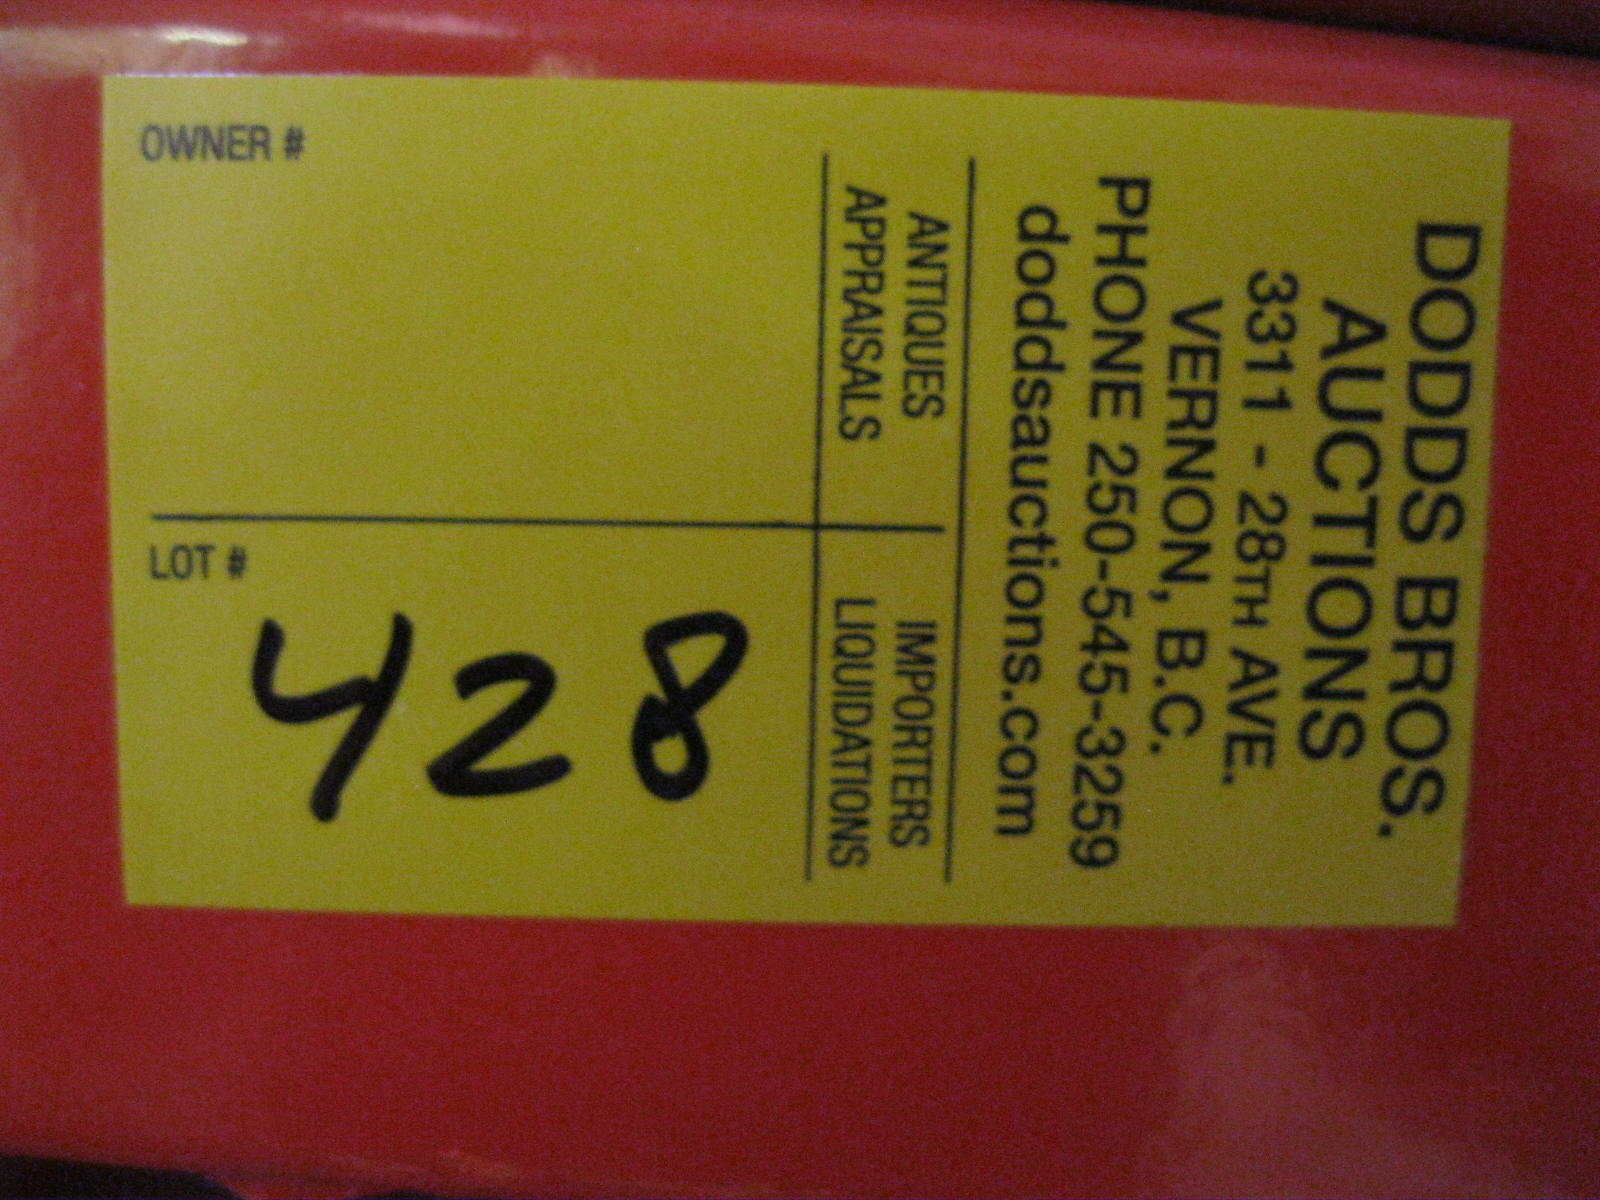 DODDS BROS.
AUCTIONS
3311 - 28TH AVE.
VERNON, B.C.
PHONE 250-545-3259
doddsauctions.com
ANTIQUES
APPRAISALS
IMPORTERS
LIQUIDATIONS
OWNER #
LOT #
428